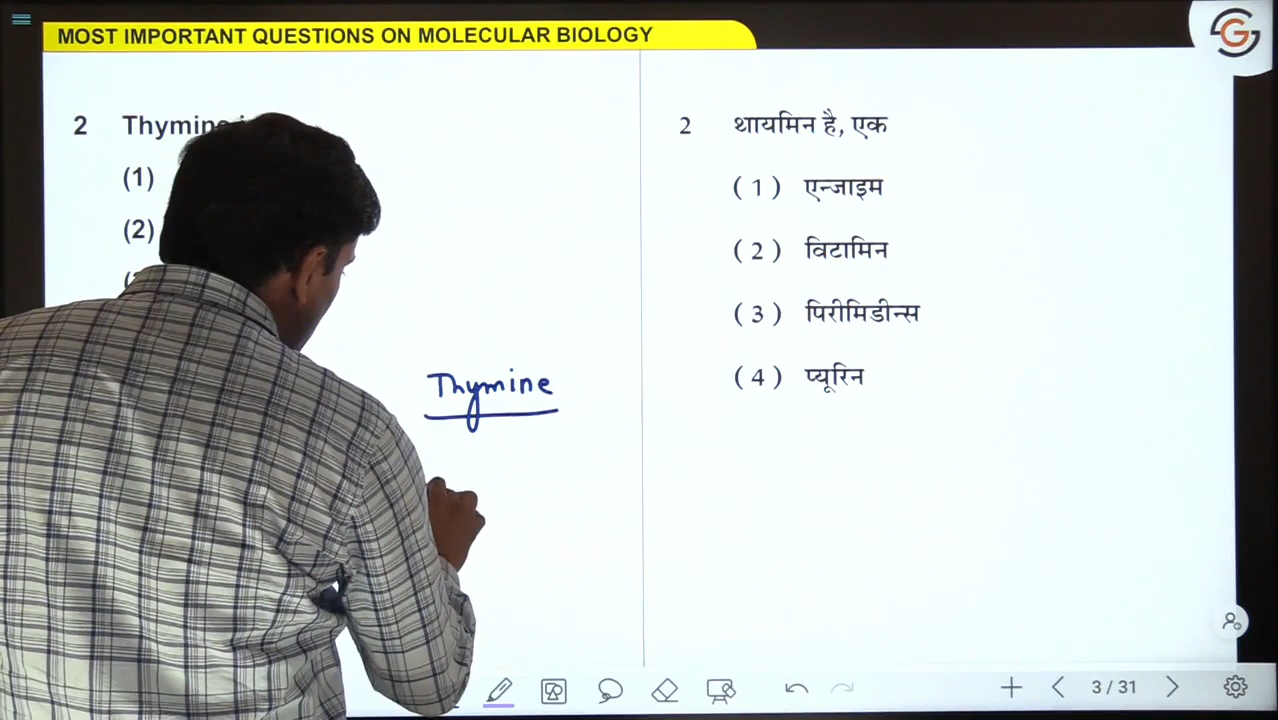 MOST IMPORTANT QUESTIONS ON MOLECULAR BIOLOGY
2 Thymine
(1)
(2)
Thymine
2 थायमिन है, एक
( 1 ) एन्जाइम
( 2 ) विटामिन
( 3 ) पिरीमिडीन्स
( 4 ) प्यूरिन
3 / 31